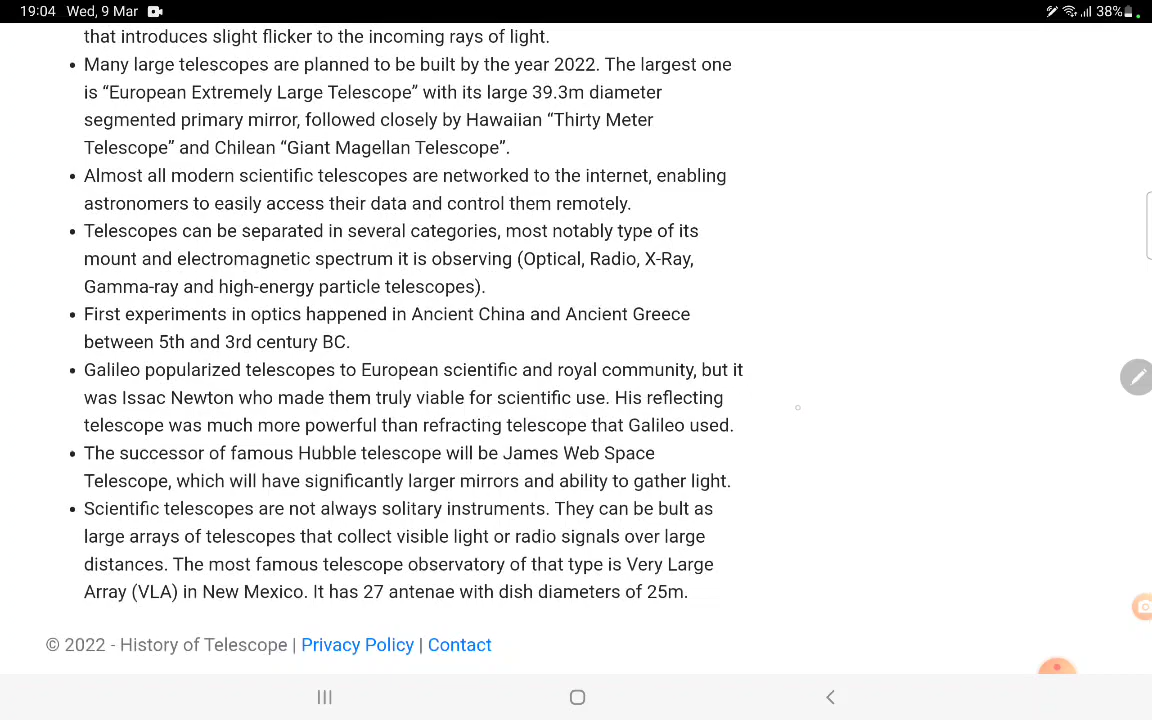 19:04 Wed, 9 Mar
38%
that introduces slight flicker to the incoming rays of light.
• Many large telescopes are planned to be built by the year 2022. The largest one
is “European Extremely Large Telescope” with its large 39.3m diameter
segmented primary mirror, followed closely by Hawaiian “Thirty Meter
Telescope” and Chilean “Giant Magellan Telescope”.
• Almost all modern scientific telescopes are networked to the internet, enabling
astronomers to easily access their data and control them remotely.
• Telescopes can be separated in several categories, most notably type of its
mount and electromagnetic spectrum it is observing (Optical, Radio, X-Ray,
Gamma-ray and high-energy particle telescopes).
• First experiments in optics happened in Ancient China and Ancient Greece
between 5th and 3rd century BC.
• Galileo popularized telescopes to European scientific and royal community, but it
was Issac Newton who made them truly viable for scientific use. His reflecting
telescope was much more powerful than refracting telescope that Galileo used.
• The successor of famous Hubble telescope will be James Web Space
Telescope, which will have significantly larger mirrors and ability to gather light.
• Scientific telescopes are not always solitary instruments. They can be bult as
large arrays of telescopes that collect visible light or radio signals over large
distances. The most famous telescope observatory of that type is Very Large
Array (VLA) in New Mexico. It has 27 antenae with dish diameters of 25m.
© 2022 - History of Telescope | Privacy Policy | Contact